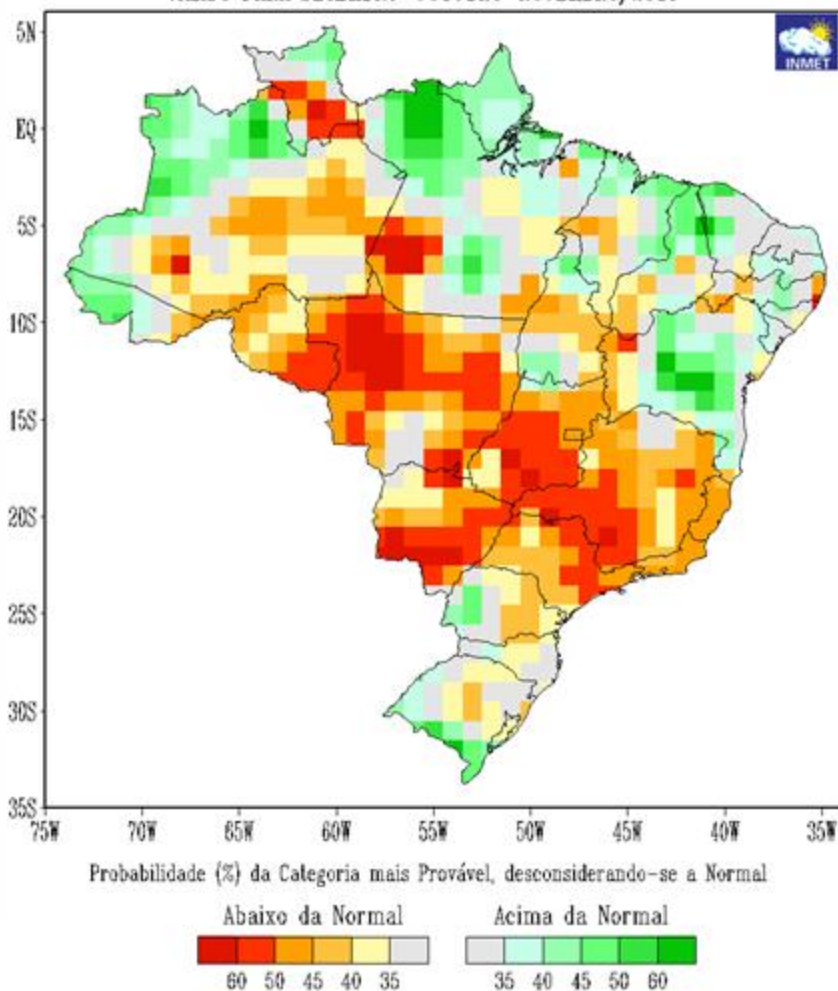 INMET
5N
EQ
5S
10S
15S
20S
25S
30S
35S
75W 70W 65W 60W 55W 50W 45W 40W 35W
Probabilidade (%) da Categoria mais Provável, desconsiderando-se a Normal
Abaixo da Normal Acima da Normal
60 50 45 40 35 35 40 45 50 60